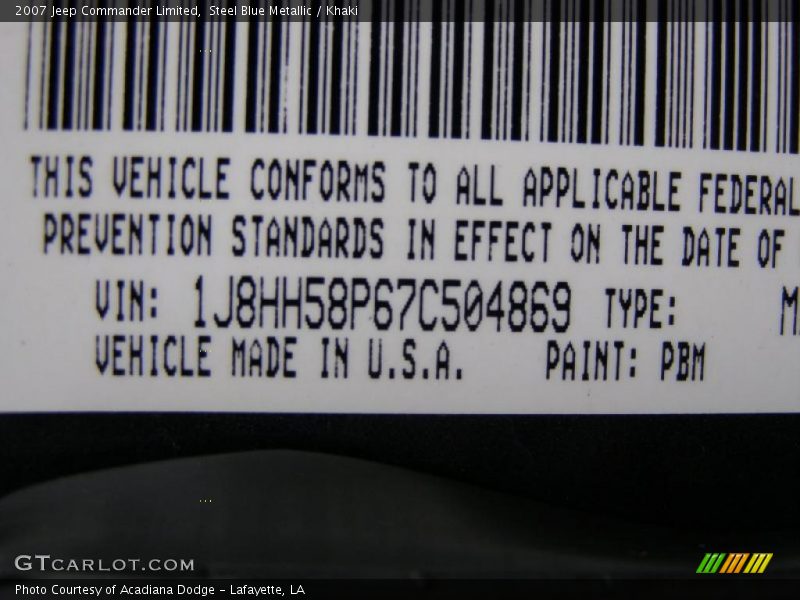 2007 Jeep Commander Limited, Steel Blue Metallic / Khaki
THIS VEHICLE CONFORMS TO ALL APPLICABLE FEDERAL
PREVENTION STANDARDS IN EFFECT ON THE DATE OF
VIN: 1J8HH58P67C504869 TYPE: M
VEHICLE MADE IN U.S.A. PAINT: PBM
GTCARLOT.COM
Photo Courtesy of Acadiana Dodge - Lafayette, LA